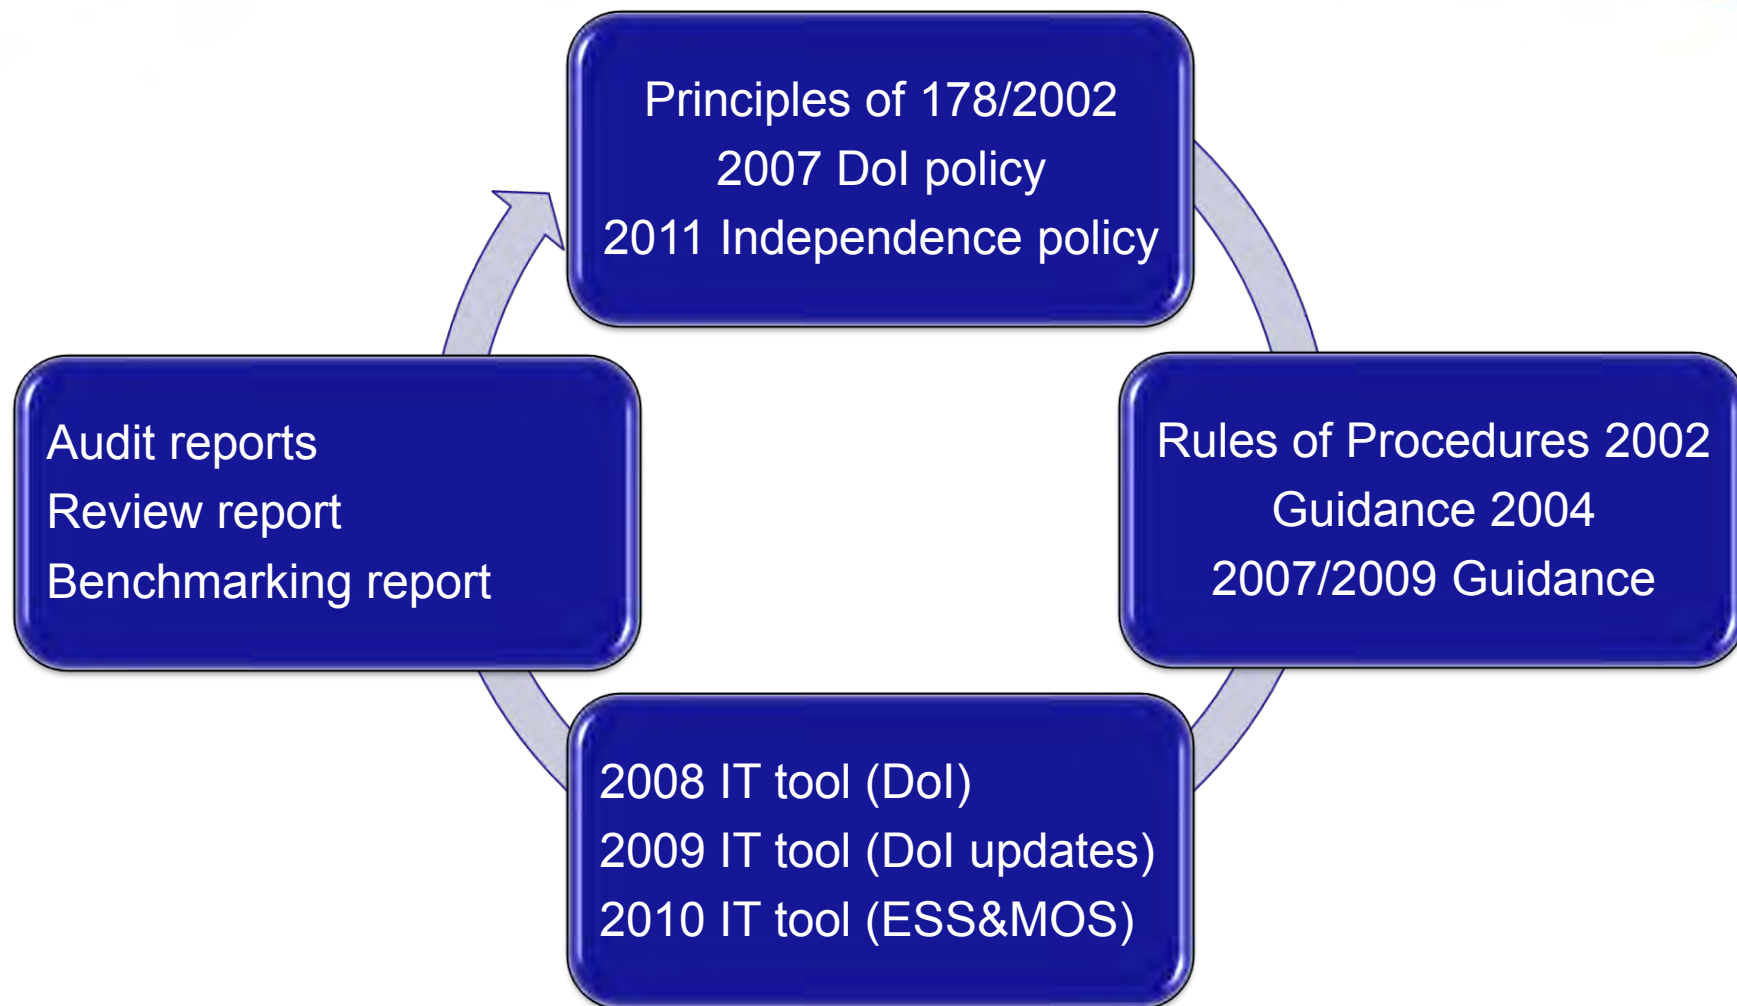 Principles of 178/2002
2007 DoI policy
2011 Independence policy
Rules of Procedures 2002
Guidance 2004
2007/2009 Guidance
2008 IT tool (DoI)
2009 IT tool (DoI updates)
2010 IT tool (ESS&MOS)
Audit reports
Review report
Benchmarking report